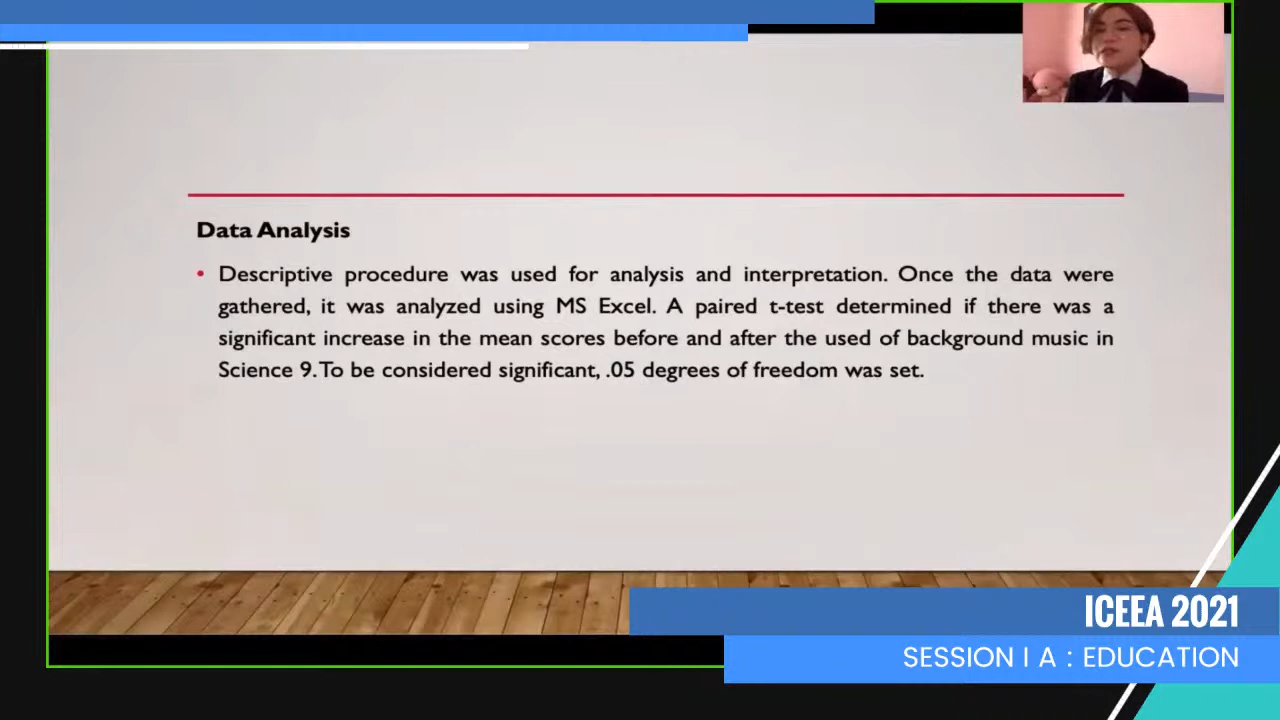 Data Analysis
• Descriptive procedure was used for analysis and interpretation. Once the data were
gathered, it was analyzed using MS Excel. A paired t-test determined if there was a
significant increase in the mean scores before and after the used of background music in
Science 9. To be considered significant, .05 degrees of freedom was set.
ICEEA 2021
SESSION I A : EDUCATION